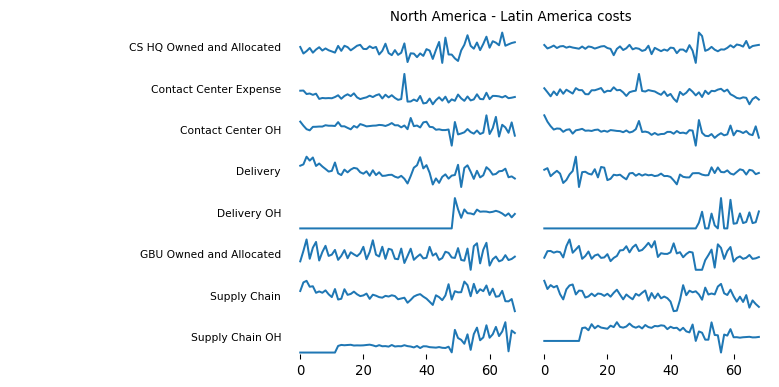 North America - Latin America costs
CS HQ Owned and Allocated
Contact Center Expense
Contact Center OH
Delivery
Delivery OH
GBU Owned and Allocated
Supply Chain
Supply Chain OH
0 20 40 60 0 20 40 60